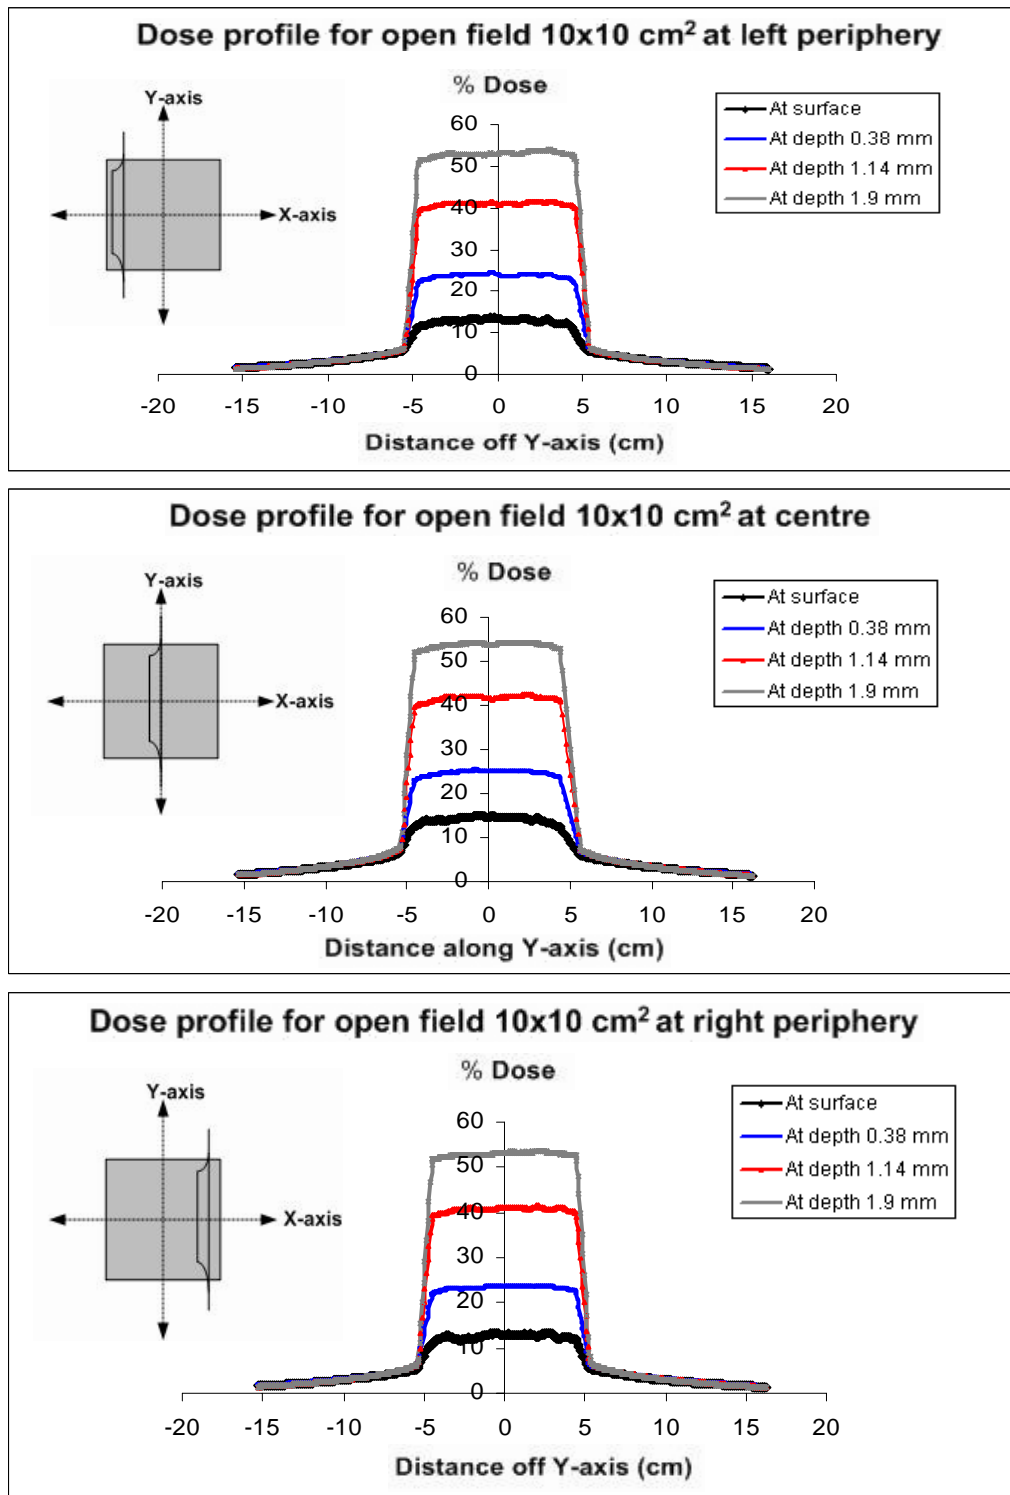 Dose profile for open field 10x10 cm² at left periphery
% Dose
Y-axis
X-axis
At surface
At depth 0.38 mm
At depth 1.14 mm
At depth 1.9 mm
60
50
40
30
20
10
0
-20 -15 -10 -5 0 5 10 15 20
Distance off Y-axis (cm)
Dose profile for open field 10x10 cm² at centre
% Dose
Y-axis
X-axis
At surface
At depth 0.38 mm
At depth 1.14 mm
At depth 1.9 mm
60
50
40
30
20
10
0
-20 -15 -10 -5 0 5 10 15 20
Distance along Y-axis (cm)
Dose profile for open field 10x10 cm² at right periphery
% Dose
Y-axis
X-axis
At surface
At depth 0.38 mm
At depth 1.14 mm
At depth 1.9 mm
60
50
40
30
20
10
0
-20 -15 -10 -5 0 5 10 15 20
Distance off Y-axis (cm)